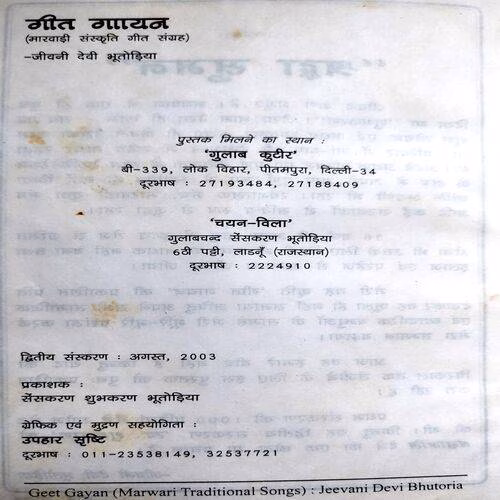 गीत गाायन
(मारवाड़ी संस्कृति गीत संग्रह)
–जीवनी देवी भूतोड़िया
पुस्तक मिलने का स्थान :
'गुलाब कुटीर'
बी-339, लोक विहार, पीतमपुरा, दिल्ली-34
दूरभाष : 27193484, 27188409
'चयन-विला'
गुलाबचन्द सेंसकरण भूतोड़िया
6ठी पट्टी, लाडनूँ (राजस्थान)
दूरभाष : 2224910
द्वितीय संस्करण : अगस्त, 2003
प्रकाशक :
सेंसकरण शुभकरण भूतोड़िया
ग्रेफिक एवं मुद्रण सहयोगिता :
उपहार सृष्टि
दूरभाष : 011-23538149, 32537721
Geet Gayan (Marwari Traditional Songs) : Jeevani Devi Bhutoria